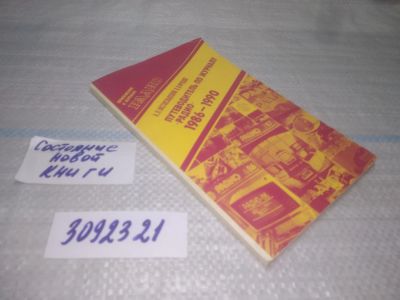 ПУТЕВОДИТЕЛЬ ПО ЖУРНАЛУ
РАДИО
1986–1990
Состояние
новой
книги
3092321